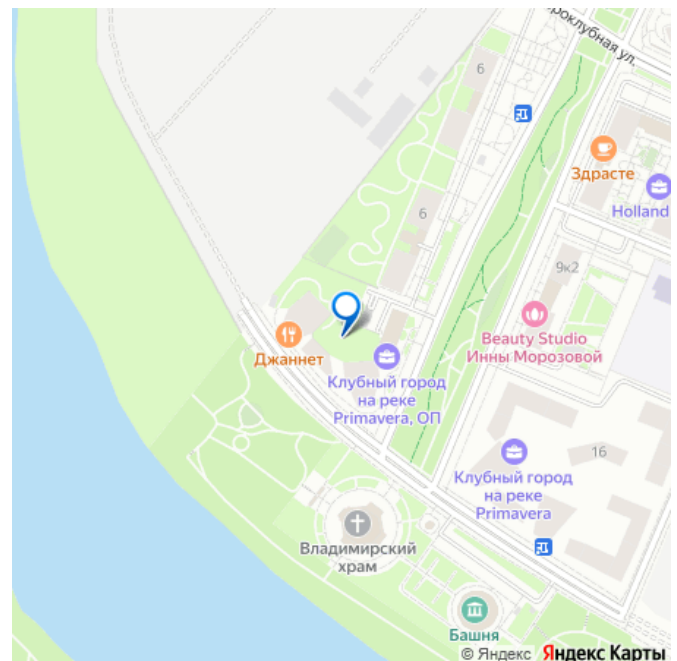 роклубная ул.
6
Здрасте
Holland
6
9к2
Beauty Studio
Инны Морозовой
Джаннет
Клубный город
на реке
Primavera, ОП
16
Клубный город
на реке
Primavera
Владимирский
храм
Башня
© Яндекс Яндекс Карты